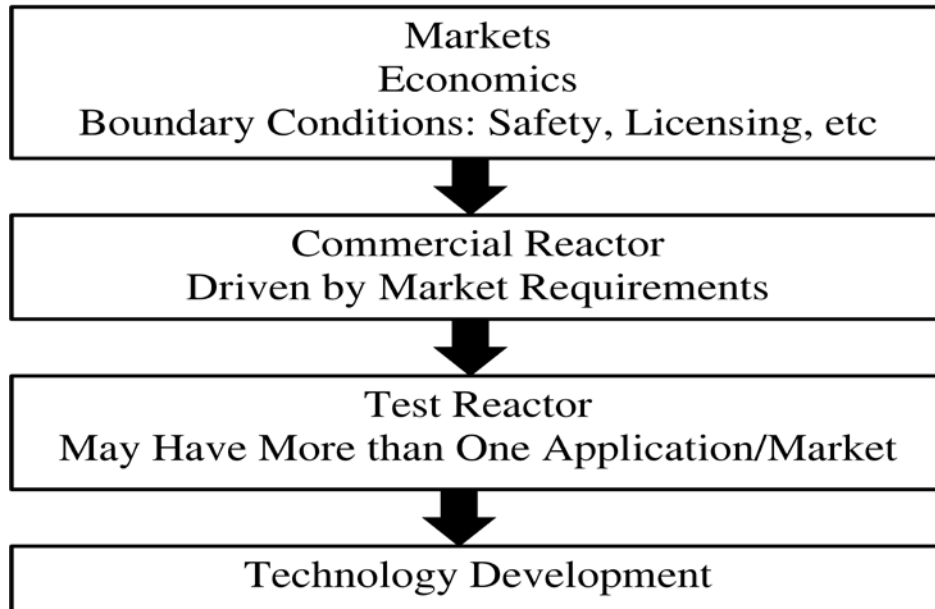 Markets
Economics
Boundary Conditions: Safety, Licensing, etc
Commercial Reactor
Driven by Market Requirements
Test Reactor
May Have More than One Application/Market
Technology Development